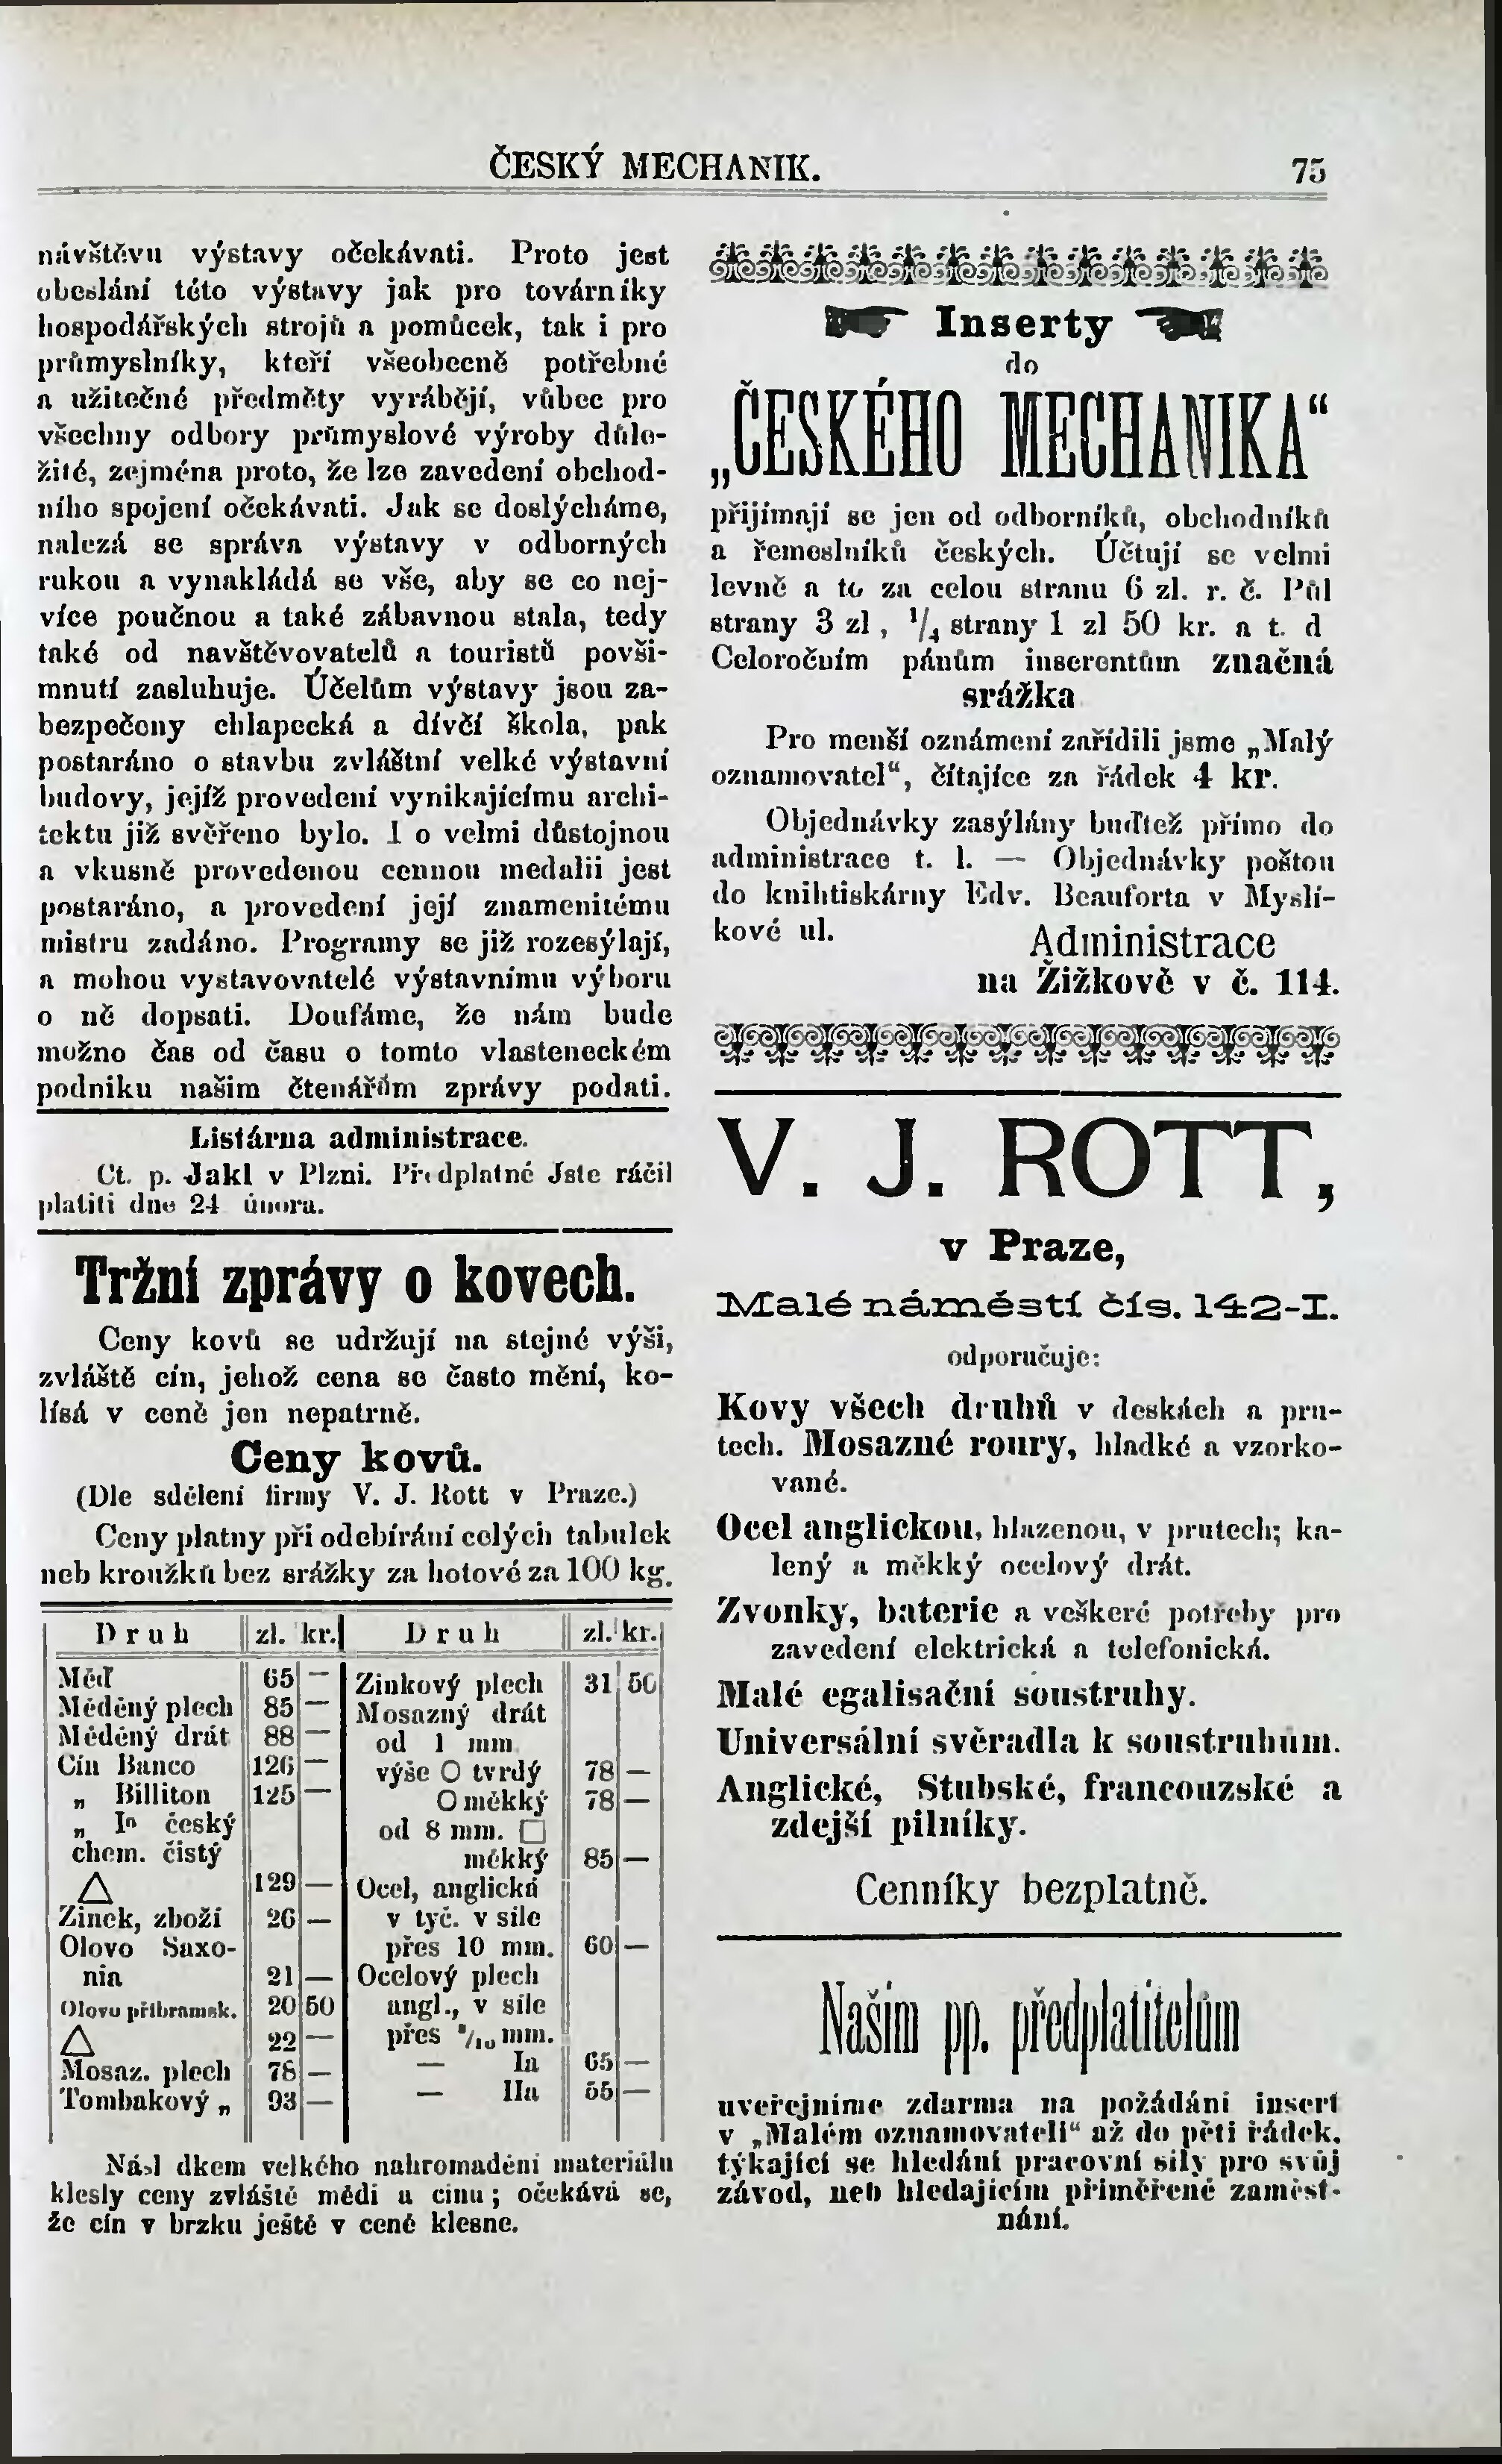 ČESKÝ MECHANIK.
75
návštěvu výstavy očekávati. Proto jest
obeslání této výstavy jak pro továrníky
hospodářských strojů a pomůcek, tak i pro
průmyslníky, kteří všeobecně potřebné
a užitečné předměty vyrábějí, vůbec pro
všechny odbory průmyslové výroby důle-
žité, zejména proto, že lze zavedení obchod-
ního spojení očekávati. Jak se doslýcháme,
nalezá se správa výstavy v odborných
rukou a vynakládá se vše, aby se co nej-
více poučnou a také zábavnou stala, tedy
také od navštěvovatelů a touristů povši-
mnutí zasluhuje. Účelům výstavy jsou za-
bezpečeny chlapecká a dívčí škola, pak
postaráno o stavbu zvláštní velké výstavní
budovy, jejíž provedení vynikajícímu archi-
tektu již svěřeno bylo. I o velmi důstojnou
a vkusně provedenou cennou medalii jest
postaráno, a provedení její znamenitému
mistru zadáno. Programy se již rozesýlají,
a mohou vystavovatelé výstavnímu výboru
o ně dopsati. Doufáme, že nám bude
možno čas od času o tomto vlasteneckém
podniku našim čtenářům zprávy podati.
Listárna administrace.
Ct. p. Jakl v Plzni. Předplatné Jste ráčil
platiti dne 24 února.
Tržní zprávy o kovech.
Ceny kovů se udržují na stejné výši,
zvláště cín, jehož cena se často mění, ko-
lísá v ceně jen nepatrně.
Ceny kovů.
(Dle sdělení firmy V. J. Rott v Praze.)
Ceny platny při odebírání celých tabulek
neb kroužků bez srážky za hotové za 100 kg.
Druh zl. kr. Druh zl. kr.
Měď 65 —
Měděný plech 85 —
Měděný drát 88 —
Cín Banco 126 —
„ Billiton 125 —
„ Iª český
chem. čistý
△ 129 —
Zinek, zboží 26 —
Olovo Saxo-
nia 21 —
Olovo příbramsk. 20 50
△ 22 —
Mosaz. plech 78 —
Tombakový „ 93 —
Zinkový plech 31 50
Mosazný drát
od 1 mm
výše O tvrdý 78 —
O měkký 78 —
od 8 mm. □
měkký 85 —
Ocel, anglická
v tyč. v síle
přes 10 mm. 60 —
Ocelový plech
angl., v síle
přes /₁₀ mm.
— Ia 65 —
— IIa 55 —
Násl dkem velkého nahromadění materiálu
klesly ceny zvláště mědi a cínu; očekává se,
že cín v brzku ještě v ceně klesne.
Inserty
do
„ČESKÉHO MECHANIKA“
přijímají se jen od odborníků, obchodníků
a řemeslníků českých. Účtují se velmi
levně a to za celou stranu 6 zl. r. č. Půl
strany 3 zl, ¹/₄ strany 1 zl 50 kr. a t. d
Celoročním pánům inserentům značná
srážka
Pro menší oznámení zařídili jsme „Malý
oznamovatel“, čítajíce za řádek 4 kr.
Objednávky zasýlány buďtež přímo do
administrace t. l. — Objednávky poštou
do knihtiskárny Edv. Beauforta v Myslí-
kově ul.
Administrace
na Žižkově v č. 114.
V. J. ROTT,
v Praze,
Malé náměstí čís. 142-I.
odporučuje:
Kovy všech druhů v deskách a pru-
tech. Mosazné roury, hladké a vzorko-
vané.
Ocel anglickou, hlazenou, v prutech; ka-
lený a měkký ocelový drát.
Zvonky, baterie a veškeré potřeby pro
zavedení elektrická a telefonická.
Malé egalisační soustruhy.
Universální svěradla k soustruhům.
Anglické, Stubské, francouzské a
zdejší pilníky.
Cenníky bezplatně.
Našim pp. předplatitelům
uveřejníme zdarma na požádání insert
v „Malém oznamovateli“ až do pěti řádek,
týkající se hledání pracovní síly pro svůj
závod, neb hledajícím přiměřené zaměst-
nání.